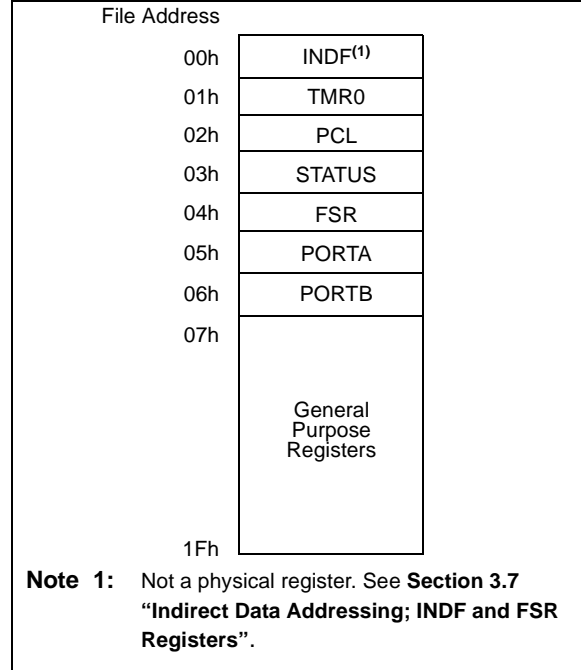 File Address
00h INDF(1)
01h TMR0
02h PCL
03h STATUS
04h FSR
05h PORTA
06h PORTB
07h
General
Purpose
Registers
1Fh
Note 1: Not a physical register. See Section 3.7
“Indirect Data Addressing; INDF and FSR
Registers”.